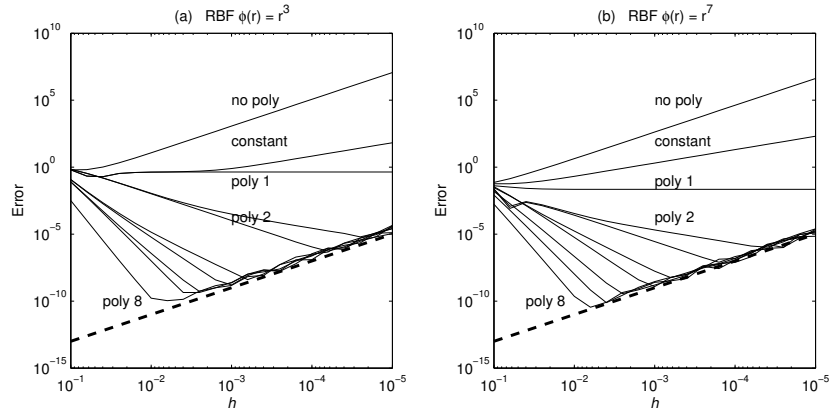 (a) RBF ϕ(r) = r³
10¹⁰
10⁵
10⁰
10⁻⁵
10⁻¹⁰
10⁻¹⁵
Error
no poly
constant
poly 1
poly 2
poly 8
10⁻¹ 10⁻² 10⁻³ 10⁻⁴ 10⁻⁵
h
(b) RBF ϕ(r) = r⁷
10¹⁰
10⁵
10⁰
10⁻⁵
10⁻¹⁰
10⁻¹⁵
Error
no poly
constant
poly 1
poly 2
poly 8
10⁻¹ 10⁻² 10⁻³ 10⁻⁴ 10⁻⁵
h